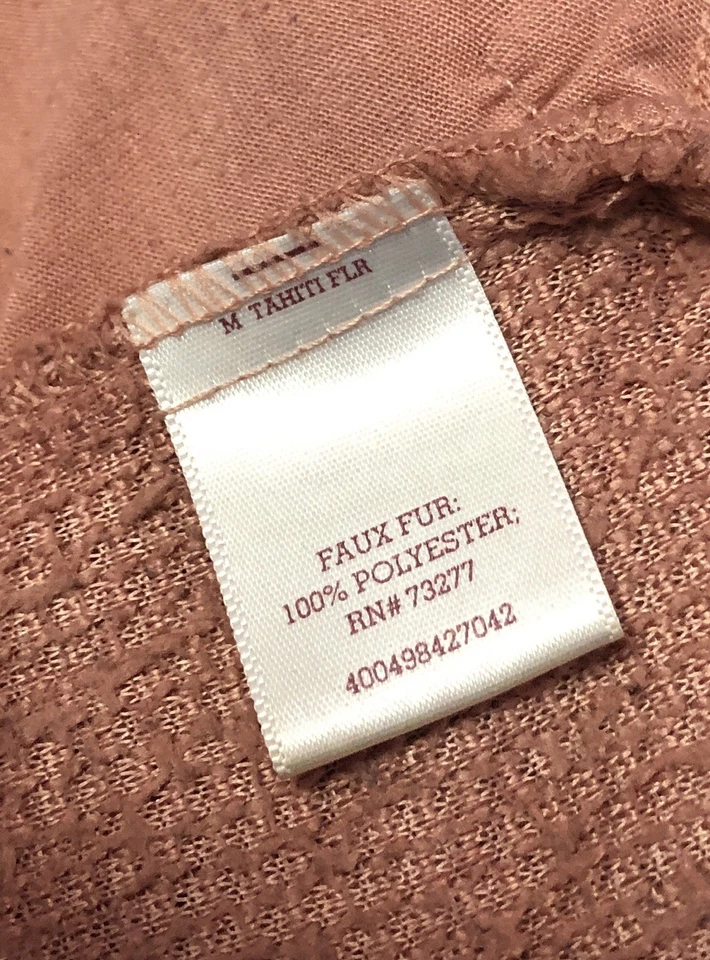 M TAHITI FLR
FAUX FUR:
100% POLYESTER;
RN# 73277
400498427042